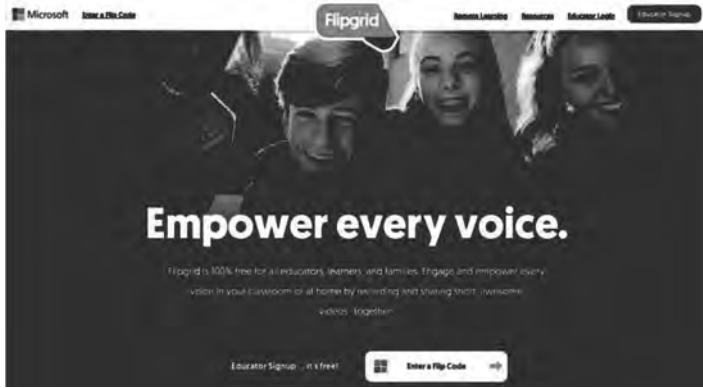 Microsoft
Enter a Flip Code
Flipgrid
Remote Learning
Resources
Educator Login
Educator Signup
Empower every voice.
Flipgrid is 100% free for all educators, learners, and families. Engage and empower every
voice in your classroom or at home by recording and sharing short, awesome
vides together
Educator Signup ... it's free!
Enter a Flip Code